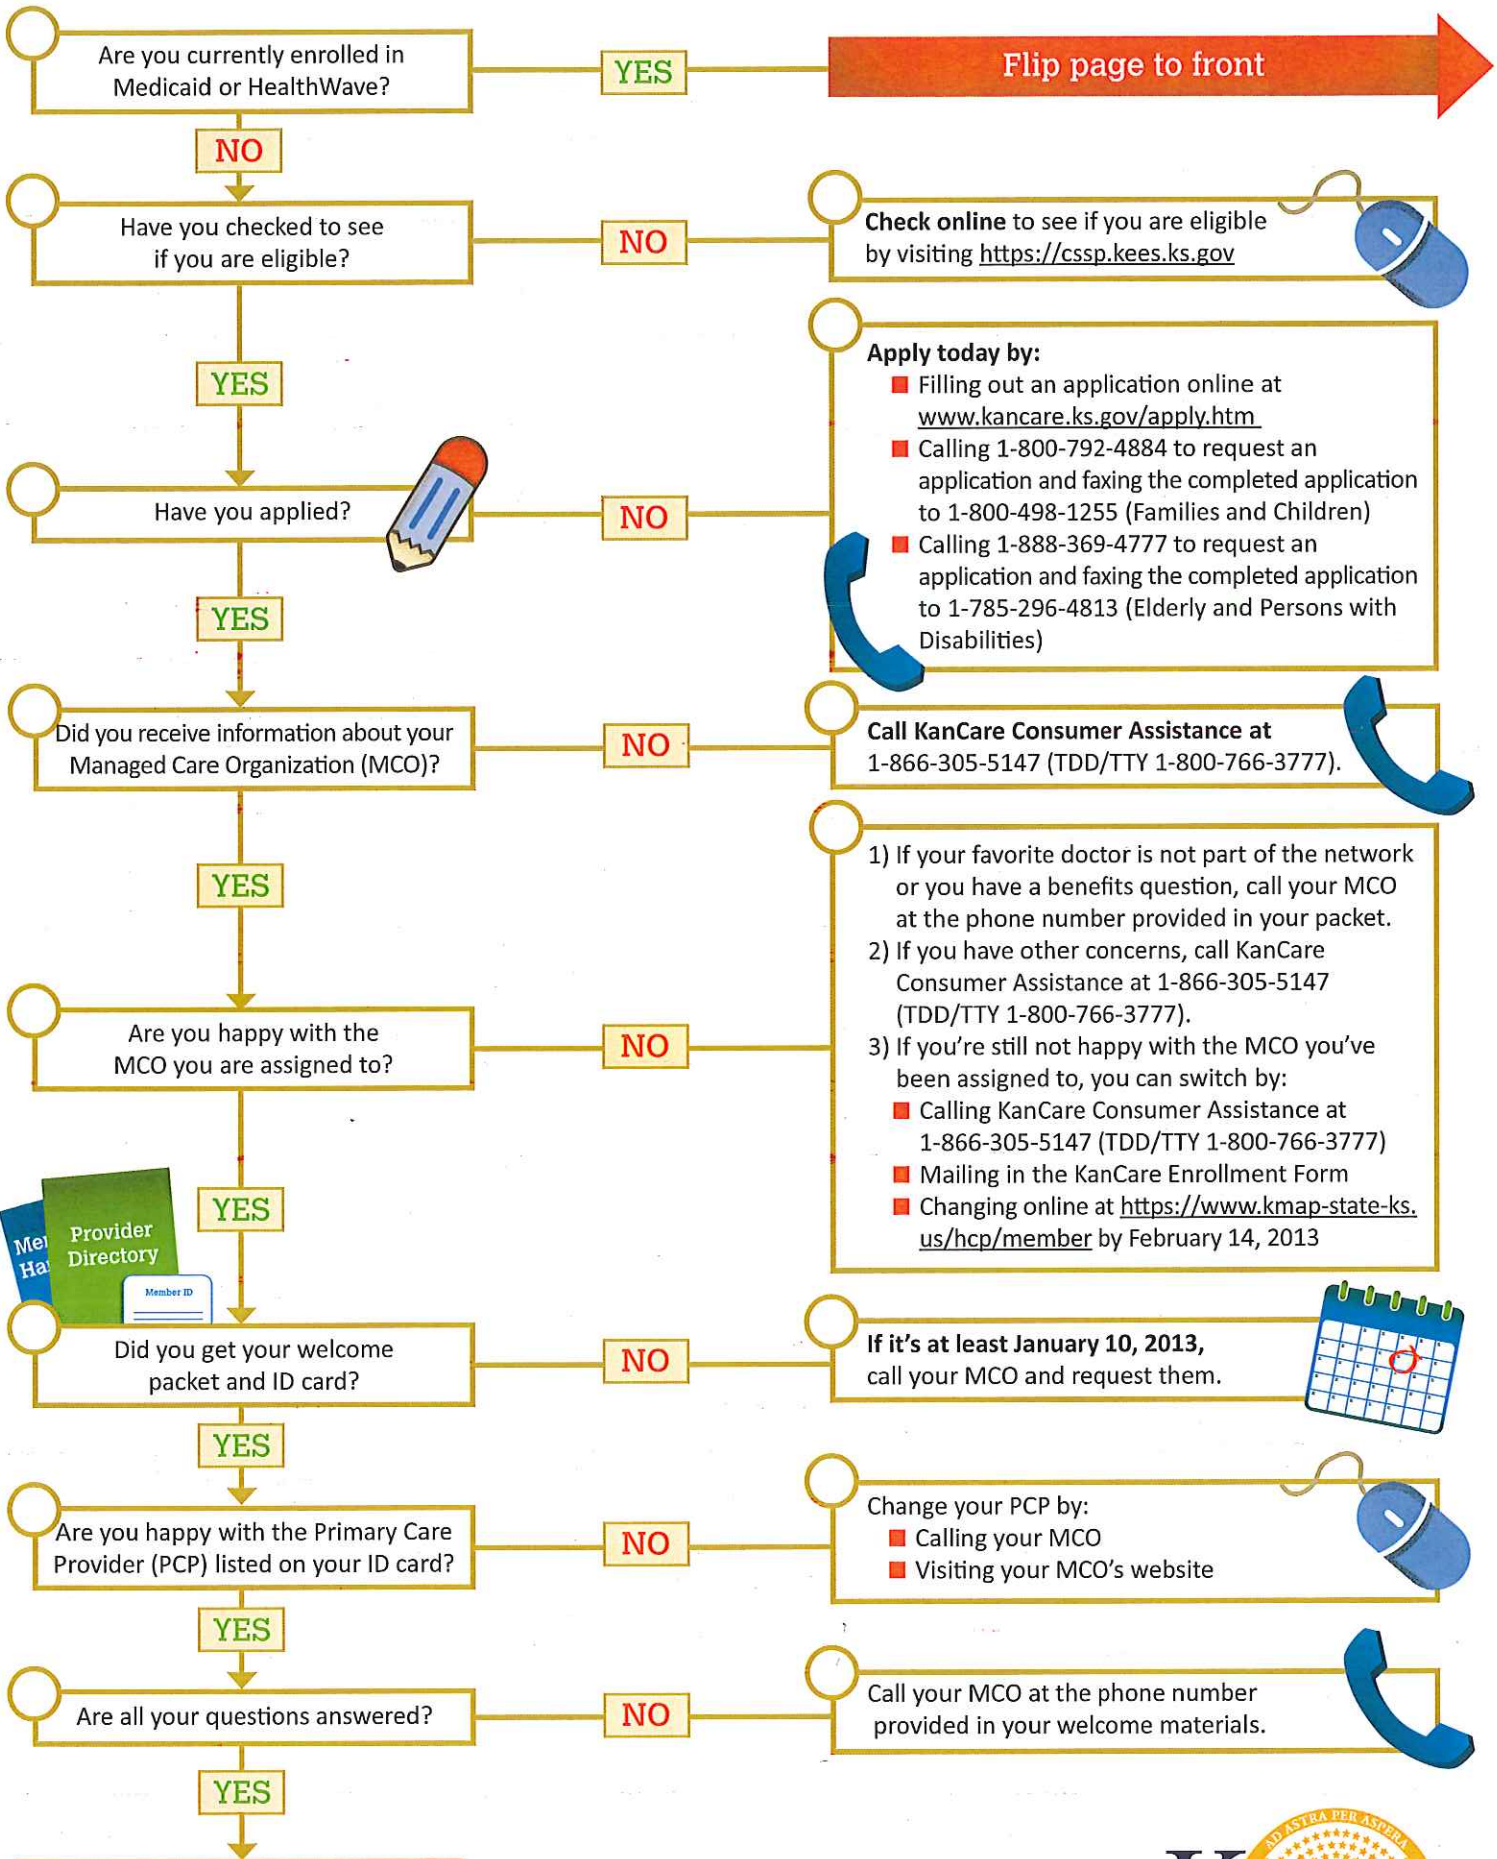 Are you currently enrolled in
Medicaid or HealthWave?
YES
Flip page to front
NO
Have you checked to see
if you are eligible?
NO
Check online to see if you are eligible
by visiting https://cssp.kees.ks.gov
YES
Have you applied?
NO
Apply today by:
Filling out an application online at
www.kancare.ks.gov/apply.htm
Calling 1-800-792-4884 to request an
application and faxing the completed application
to 1-800-498-1255 (Families and Children)
Calling 1-888-369-4777 to request an
application and faxing the completed application
to 1-785-296-4813 (Elderly and Persons with
Disabilities)
YES
Did you receive information about your
Managed Care Organization (MCO)?
NO
Call KanCare Consumer Assistance at
1-866-305-5147 (TDD/TTY 1-800-766-3777).
YES
Are you happy with the
MCO you are assigned to?
NO
1) If your favorite doctor is not part of the network
or you have a benefits question, call your MCO
at the phone number provided in your packet.
2) If you have other concerns, call KanCare
Consumer Assistance at 1-866-305-5147
(TDD/TTY 1-800-766-3777).
3) If you're still not happy with the MCO you've
been assigned to, you can switch by:
Calling KanCare Consumer Assistance at
1-866-305-5147 (TDD/TTY 1-800-766-3777)
Mailing in the KanCare Enrollment Form
Changing online at https://www.kmap-state-ks.
us/hcp/member by February 14, 2013
YES
Provider
Directory
Member ID
Did you get your welcome
packet and ID card?
NO
If it's at least January 10, 2013,
call your MCO and request them.
YES
Are you happy with the Primary Care
Provider (PCP) listed on your ID card?
NO
Change your PCP by:
Calling your MCO
Visiting your MCO's website
YES
Are all your questions answered?
NO
Call your MCO at the phone number
provided in your welcome materials.
YES
AD ASTRA PER ASPERA